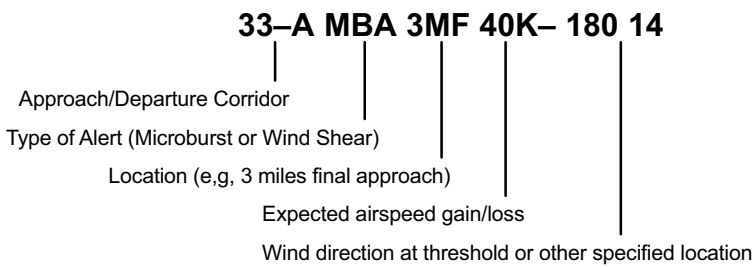 33–A MBA 3MF 40K– 180 14
Approach/Departure Corridor
Type of Alert (Microburst or Wind Shear)
Location (e,g, 3 miles final approach)
Expected airspeed gain/loss
Wind direction at threshold or other specified location